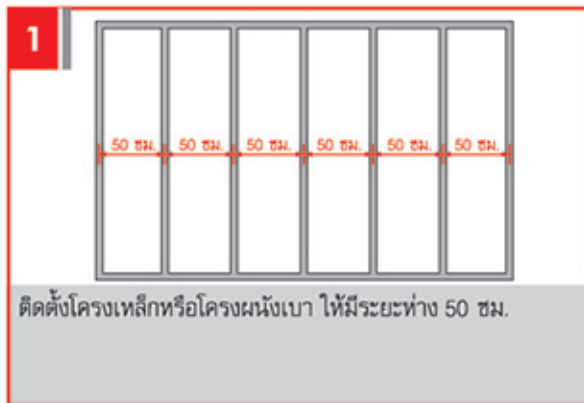 1
50 ซม. 50 ซม. 50 ซม. 50 ซม. 50 ซม. 50 ซม.
ติดตั้งโครงเหล็กหรือโครงผนังเบา ให้มีระยะห่าง 50 ซม.